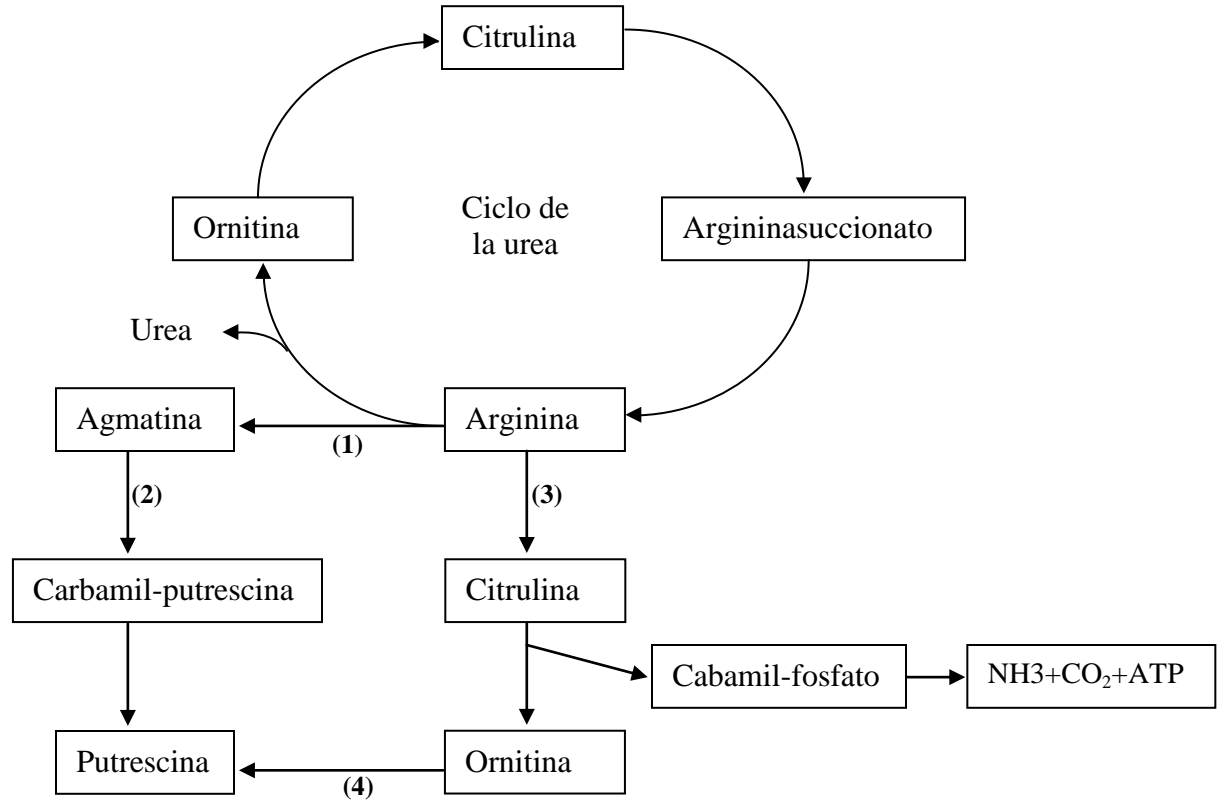 Citrulina
Ornitina
Ciclo de
la urea
Argininasuccionato
Urea
Agmatina
(1)
Arginina
(2)
(3)
Carbamil-putrescina
Citrulina
Cabamil-fosfato
NH3+CO₂+ATP
Putrescina
(4)
Ornitina